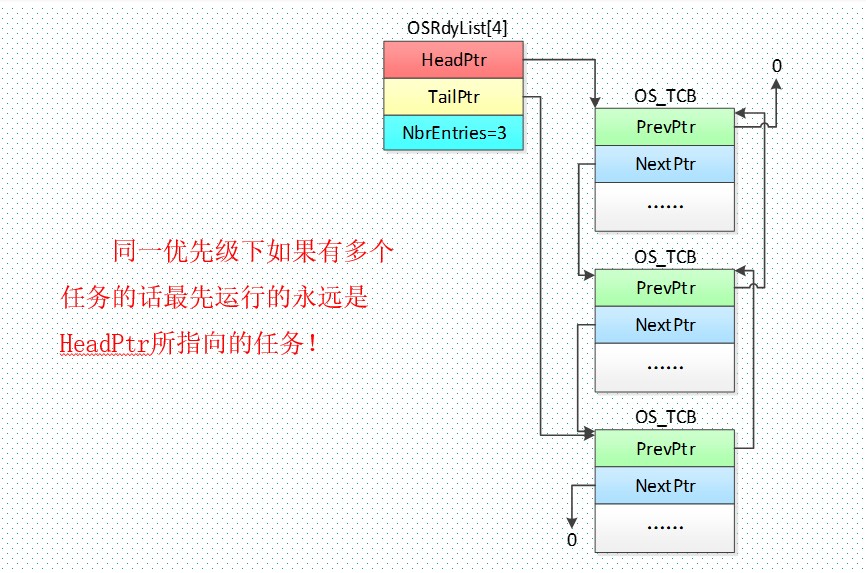 OSRdyList[4]
HeadPtr
TailPtr
NbrEntries=3
0
OS_TCB
PrevPtr
NextPtr
······
同一优先级下如果有多个
任务的话最先运行的永远是
HeadPtr所指向的任务！
OS_TCB
PrevPtr
NextPtr
······
OS_TCB
PrevPtr
NextPtr
······
0